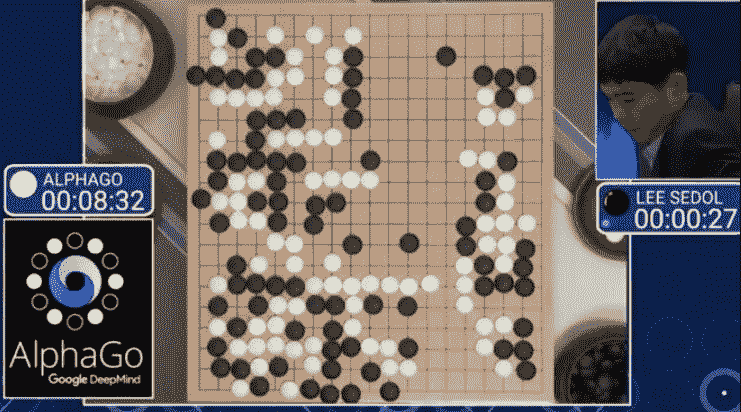 ALPHAGO
00:08:32
LEE SEDOL
00:00:27
AlphaGo
Google DeepMind